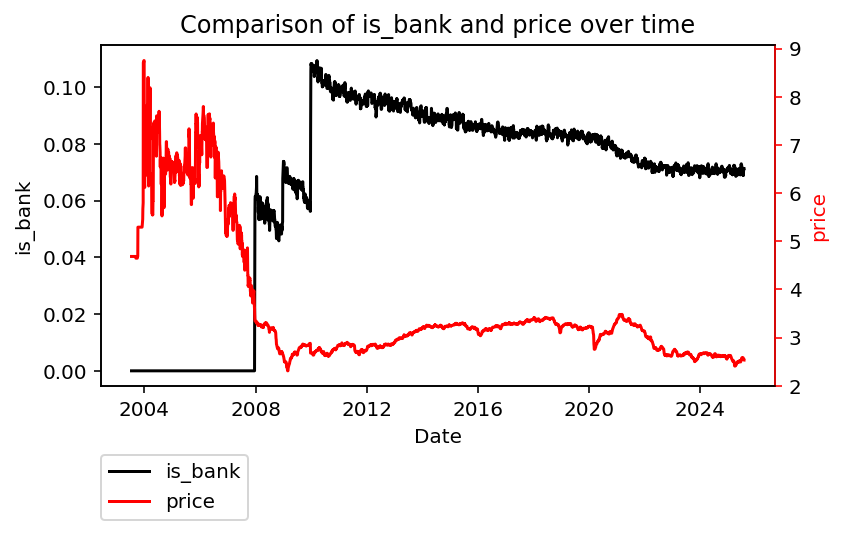 Comparison of is_bank and price over time
is_bank
0.10
0.08
0.06
0.04
0.02
0.00
9
8
7
6
5
4
3
2
price
2004 2008 2012 2016 2020 2024
Date
is_bank
price